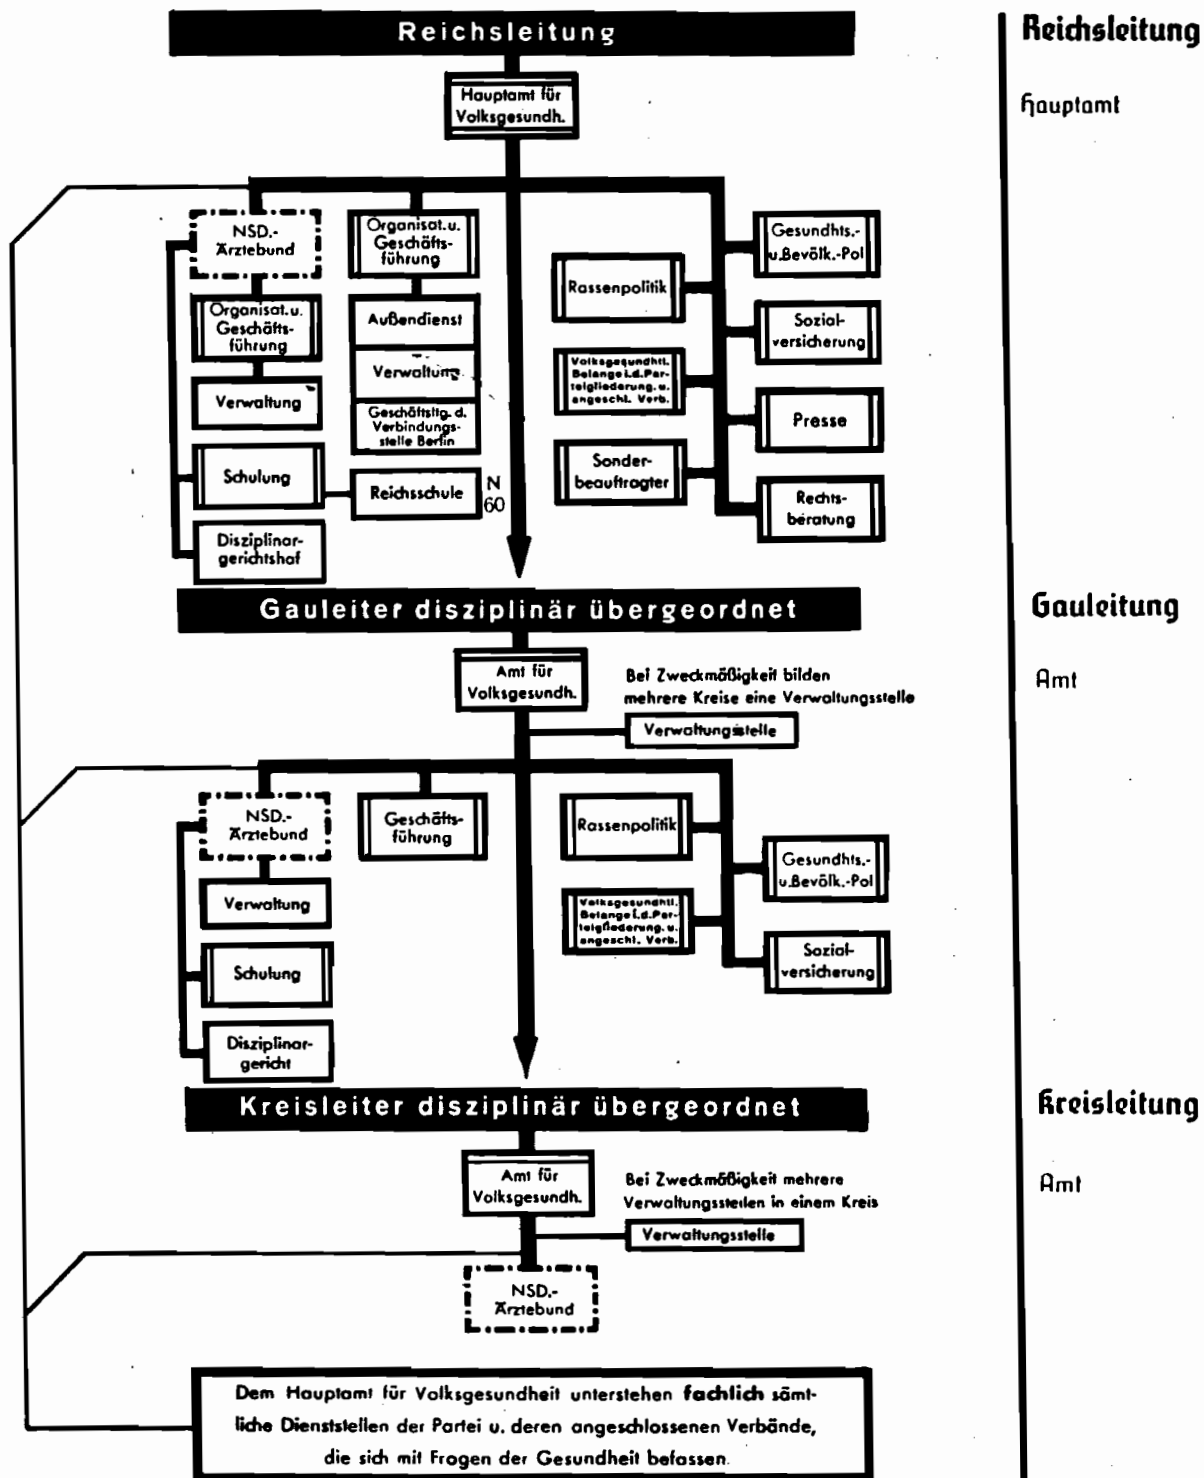 Reichsleitung
Reichsleitung
Hauptamt für
Volksgesundh.
Hauptamt
NSD.-
Ärztebund
Organisat. u.
Geschäfts-
führung
Verwaltung
Schulung
Disziplinar-
gerichtshof
Organisat. u.
Geschäfts-
führung
Außendienst
Verwaltung
Geschäftsltg. d.
Verbindungs-
stelle Berlin
Reichsschule
N
60
Rassenpolitik
Volksgesundhtl.
Belange i.d. Par-
teigliederung. u.
angeschl. Verb.
Sonder-
beauftragter
Gesundhts.-
u. Bevölk.-Pol
Sozial-
versicherung
Presse
Rechts-
beratung
Gauleiter disziplinär übergeordnet
Gauleitung
Amt für
Volksgesundh.
Bei Zweckmäßigkeit bilden
mehrere Kreise eine Verwaltungsstelle
Verwaltungsstelle
Amt
NSD.-
Ärztebund
Verwaltung
Schulung
Disziplinar-
gericht
Geschäfts-
führung
Rassenpolitik
Volksgesundhtl.
Belange i.d. Par-
teigliederung. u.
angeschl. Verb.
Gesundhts.-
u. Bevölk.-Pol
Sozial-
versicherung
Kreisleiter disziplinär übergeordnet
Kreisleitung
Amt für
Volksgesundh.
Bei Zweckmäßigkeit mehrere
Verwaltungsstellen in einem Kreis
Verwaltungsstelle
Amt
NSD.-
Ärztebund
Dem Hauptamt für Volksgesundheit unterstehen fachlich sämt-
liche Dienststellen der Partei u. deren angeschlossenen Verbände,
die sich mit Fragen der Gesundheit befassen.